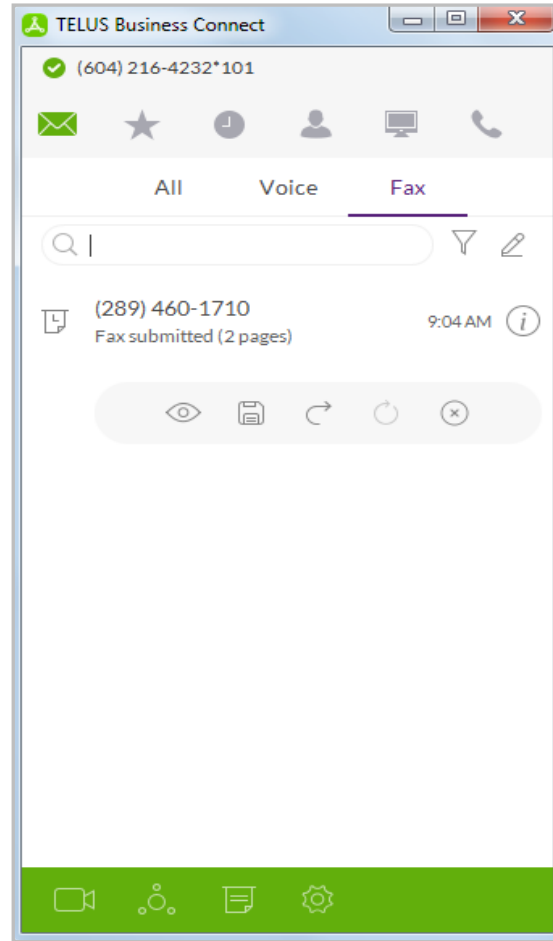 TELUS Business Connect
(604) 216-4232*101
All Voice Fax
(289) 460-1710
9:04 AM
Fax submitted (2 pages)